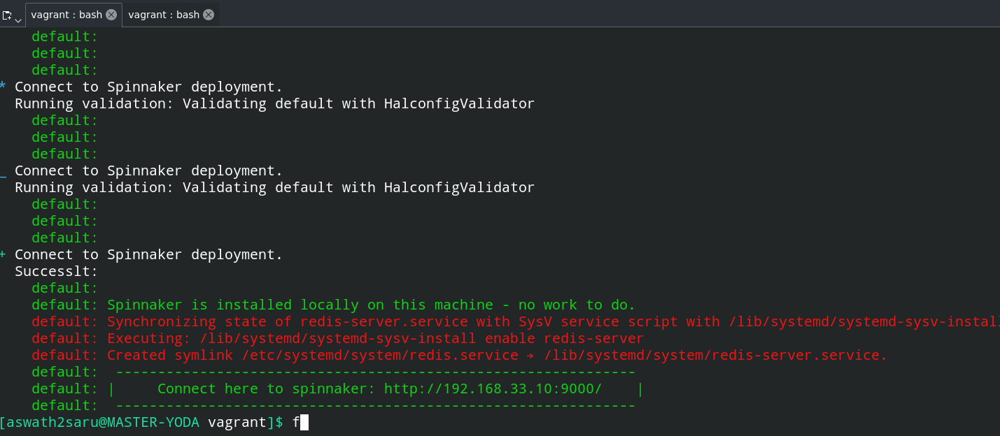 vagrant : bash vagrant : bash
default:
default:
default:
* Connect to Spinnaker deployment.
Running validation: Validating default with HalconfigValidator
default:
default:
default:
_ Connect to Spinnaker deployment.
Running validation: Validating default with HalconfigValidator
default:
default:
default:
+ Connect to Spinnaker deployment.
Successlt:
default:
default: Spinnaker is installed locally on this machine - no work to do.
default: Synchronizing state of redis-server.service with SysV service script with /lib/systemd/systemd-sysv-install
default: Executing: /lib/systemd/systemd-sysv-install enable redis-server
default: Created symlink /etc/systemd/system/redis.service → /lib/systemd/system/redis-server.service.
default: --------------------------------------------------------------
default: | Connect here to spinnaker: http://192.168.33.10:9000/ |
default: --------------------------------------------------------------
[aswath2saru@MASTER-YODA vagrant]$ f